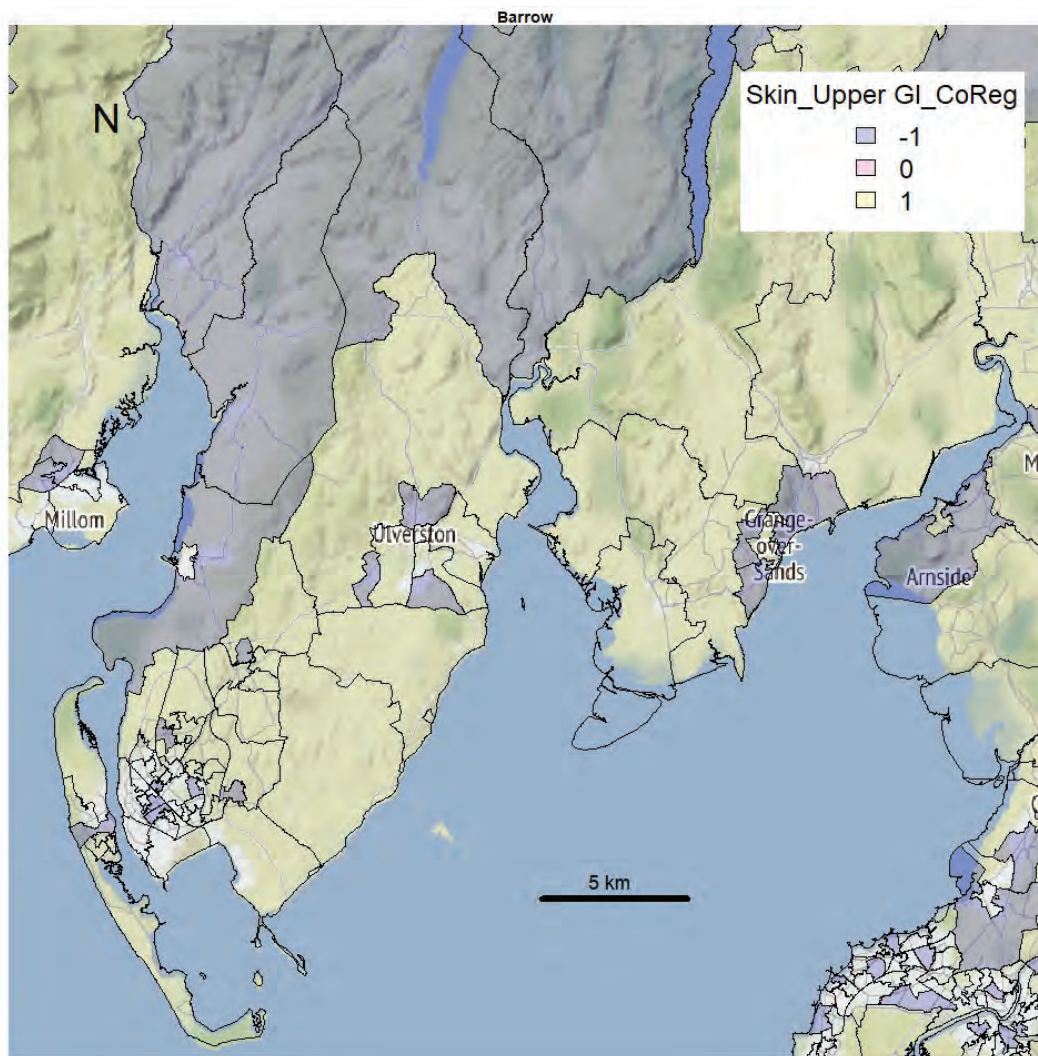 Barrow
N
Skin_Upper GI_CoReg
-1
0
1
Millom
Ulverston
Grange-
over-
Sands
Arnside
M
5 km